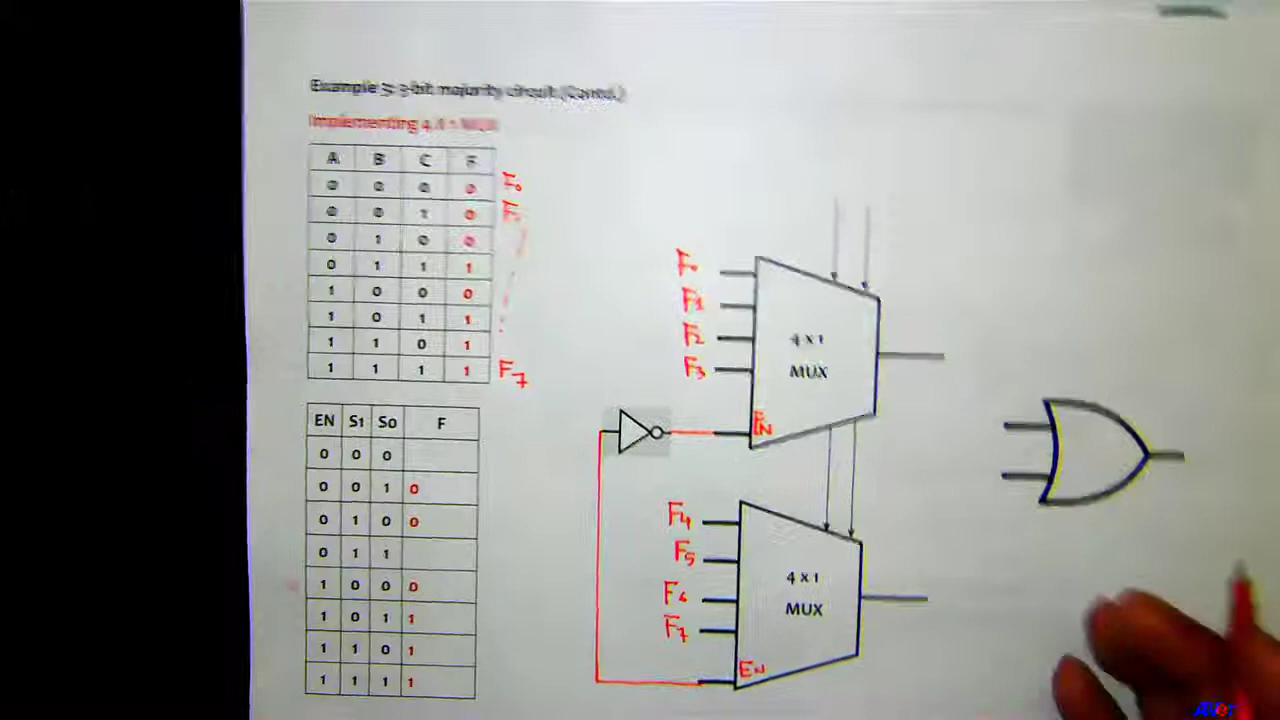 Example 3: 3-bit majority circuit (Contd.)
Implementing 4 x 1 MUX
A B C F
0 0 0 0 F0
0 0 1 0
0 1 0 0
0 1 1 1
1 0 0 0
1 0 1 1
1 1 0 1
1 1 1 1 F7
EN S1 S0 F
0 0 0
0 0 1 0
0 1 0 0
0 1 1
1 0 0 0
1 0 1 1
1 1 0 1
1 1 1 1
F0
F1
F2
F3
4 x 1
MUX
EN
F4
F5
F6
F7
4 x 1
MUX
EN